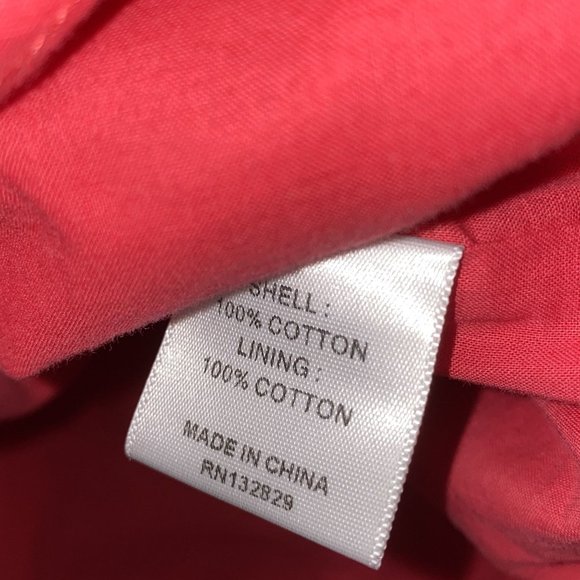 SHELL :
100% COTTON
LINING :
100% COTTON
MADE IN CHINA
RN132829